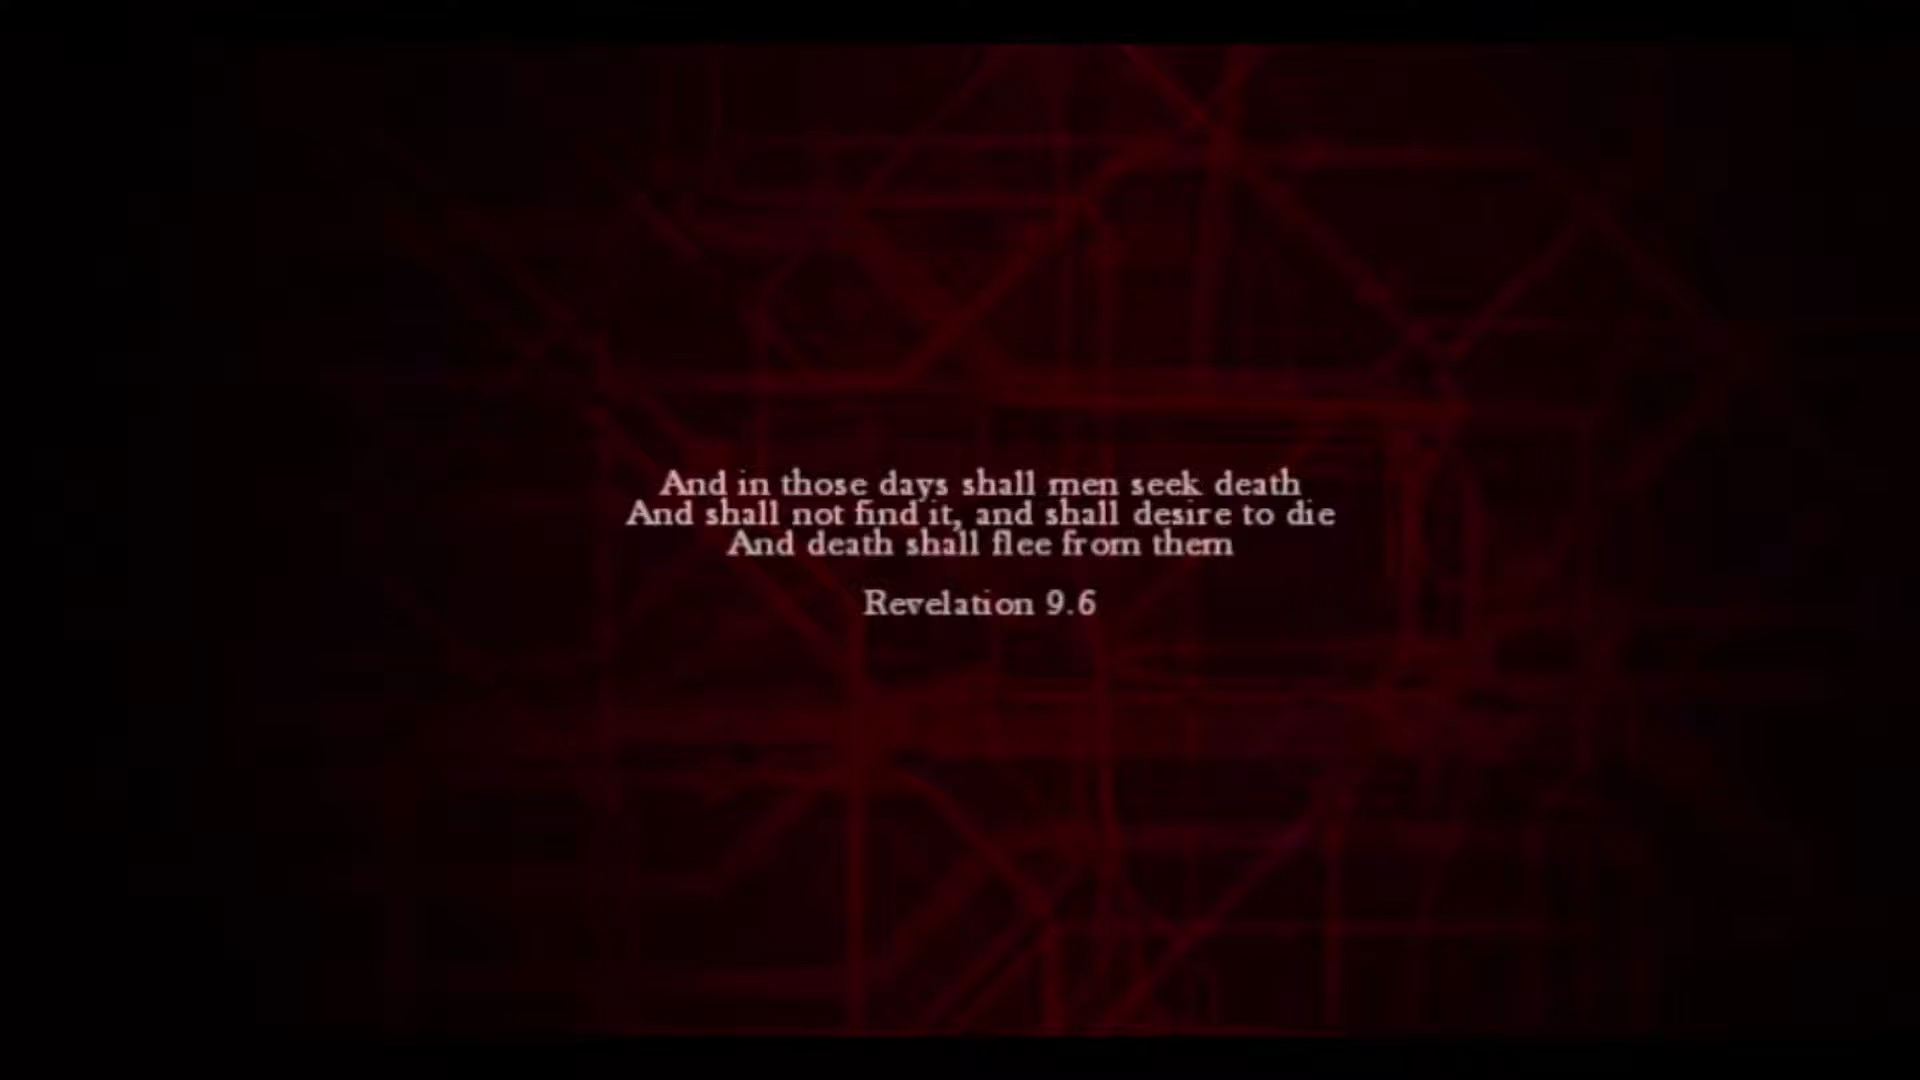 And in those days shall men seek death
And shall not find it, and shall desire to die
And death shall flee from them
Revelation 9.6